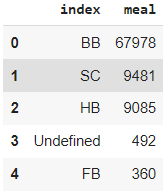 index meal
0 BB 67978
1 SC 9481
2 HB 9085
3 Undefined 492
4 FB 360